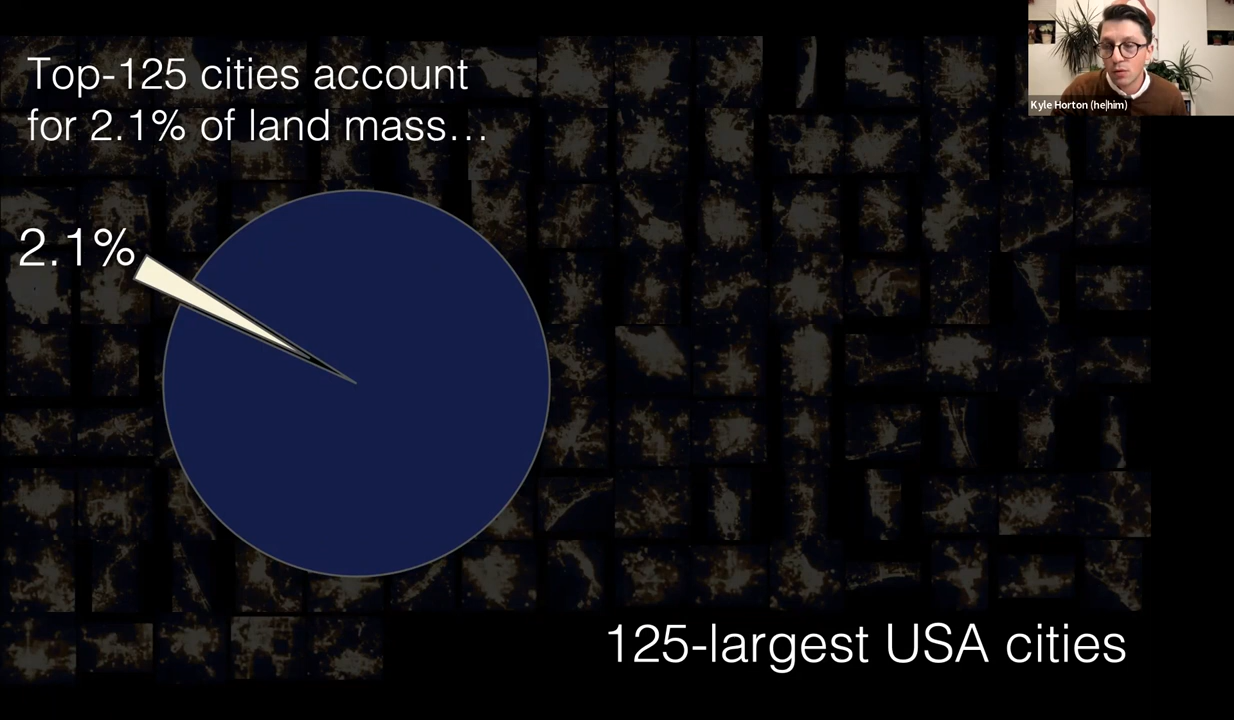 Top-125 cities account
for 2.1% of land mass…
Kyle Horton (he|him)
2.1%
125-largest USA cities